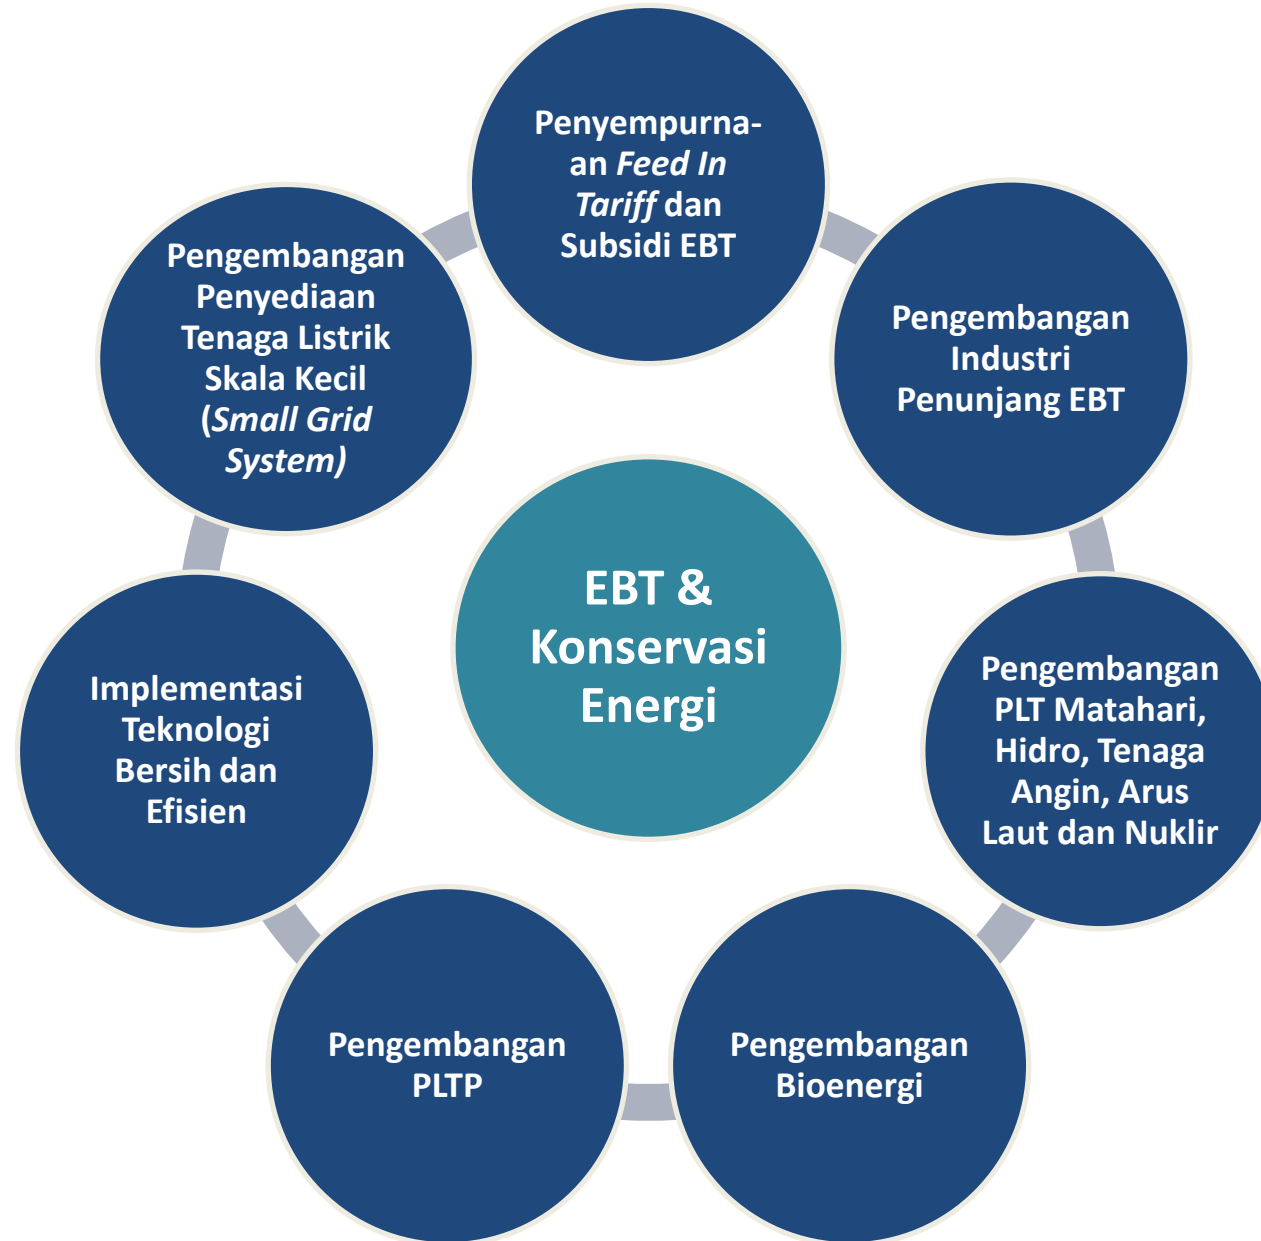 Penyempurna-
an Feed In
Tariff dan
Subsidi EBT
Pengembangan
Industri
Penunjang EBT
Pengembangan
PLT Matahari,
Hidro, Tenaga
Angin, Arus
Laut dan Nuklir
Pengembangan
Bioenergi
Pengembangan
PLTP
Implementasi
Teknologi
Bersih dan
Efisien
Pengembangan
Penyediaan
Tenaga Listrik
Skala Kecil
(Small Grid
System)
EBT &
Konservasi
Energi